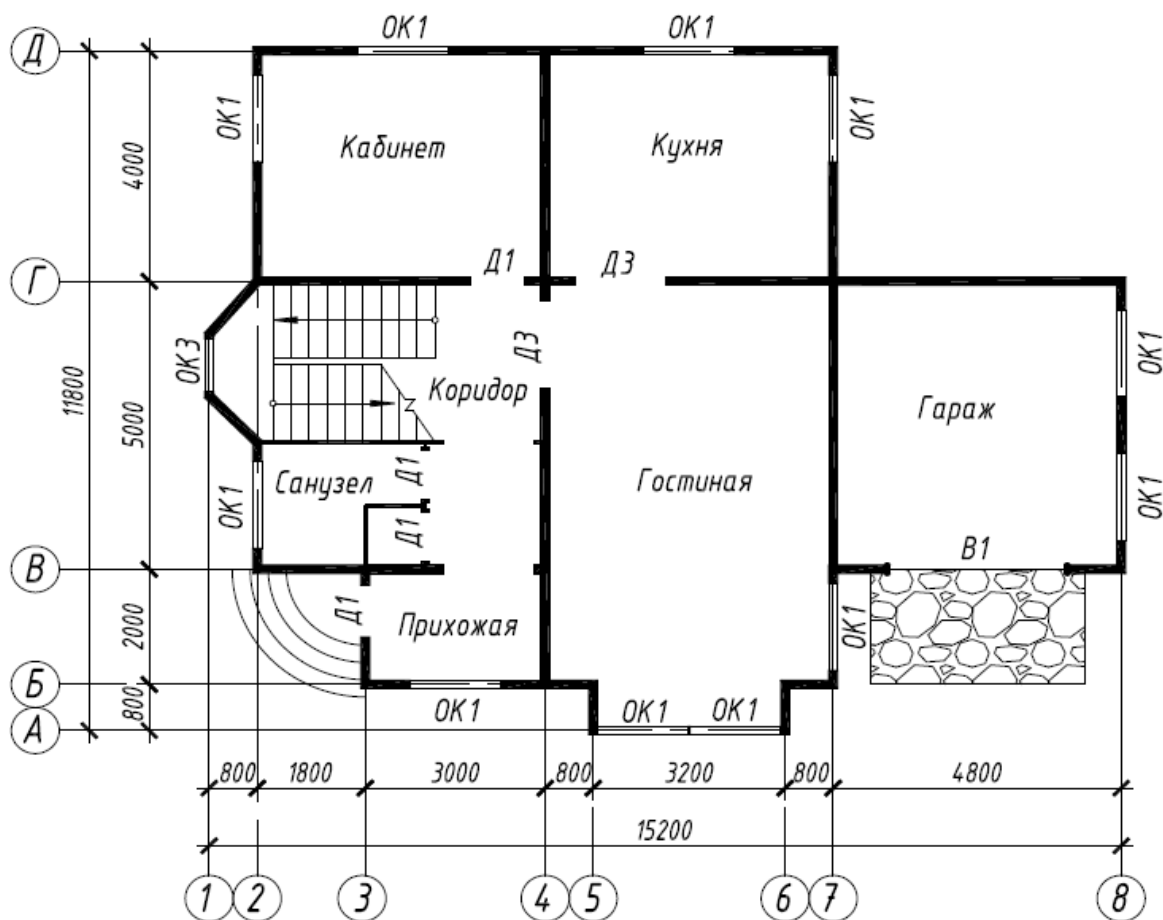 ОК1 ОК1
Д
ОК1 ОК1
Кабинет Кухня
4000
Д1 Д3
Г
ОК3 Д3 ОК1
Коридор Гараж
11800 5000
Д1
Санузел Гостиная
ОК1 ОК1
Д1 В1
В
Д1 ОК1
Прихожая
2000
Б
ОК1 ОК1 ОК1
800
А
800 1800 3000 800 3200 800 4800
15200
1 2 3 4 5 6 7 8